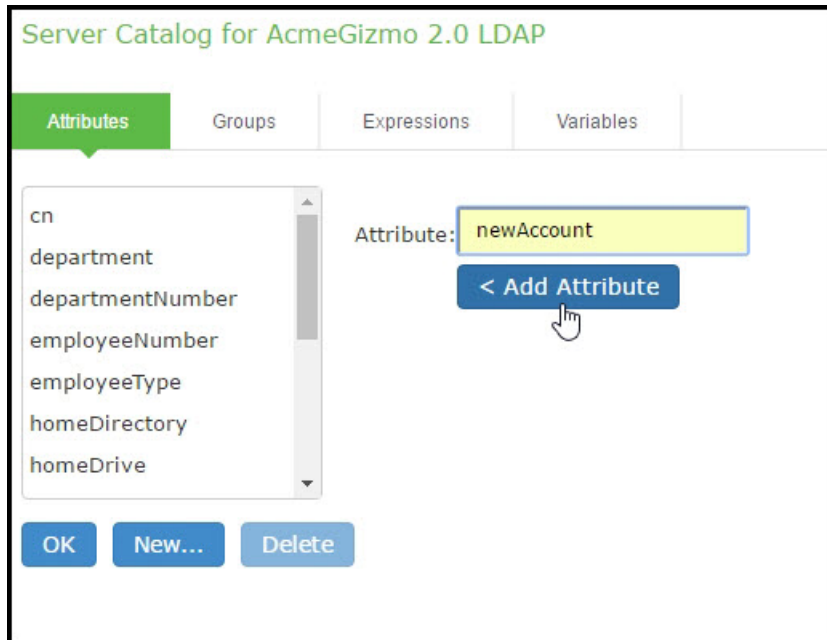 Server Catalog for AcmeGizmo 2.0 LDAP
Attributes Groups Expressions Variables
cn
department
departmentNumber
employeeNumber
employeeType
homeDirectory
homeDrive
Attribute: newAccount
< Add Attribute
OK New... Delete